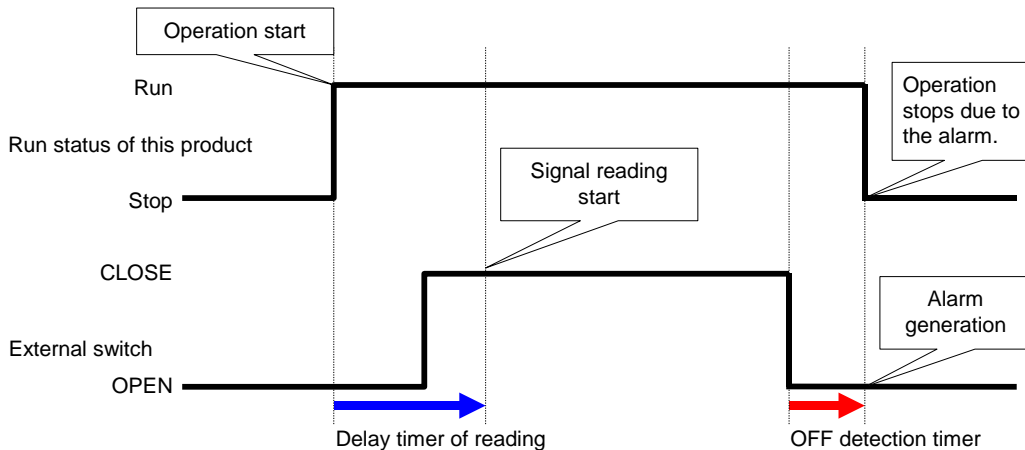 Operation start
Run
Operation
stops due to
the alarm.
Run status of this product
Signal reading
start
Stop
CLOSE
Alarm
generation
External switch
OPEN
Delay timer of reading
OFF detection timer